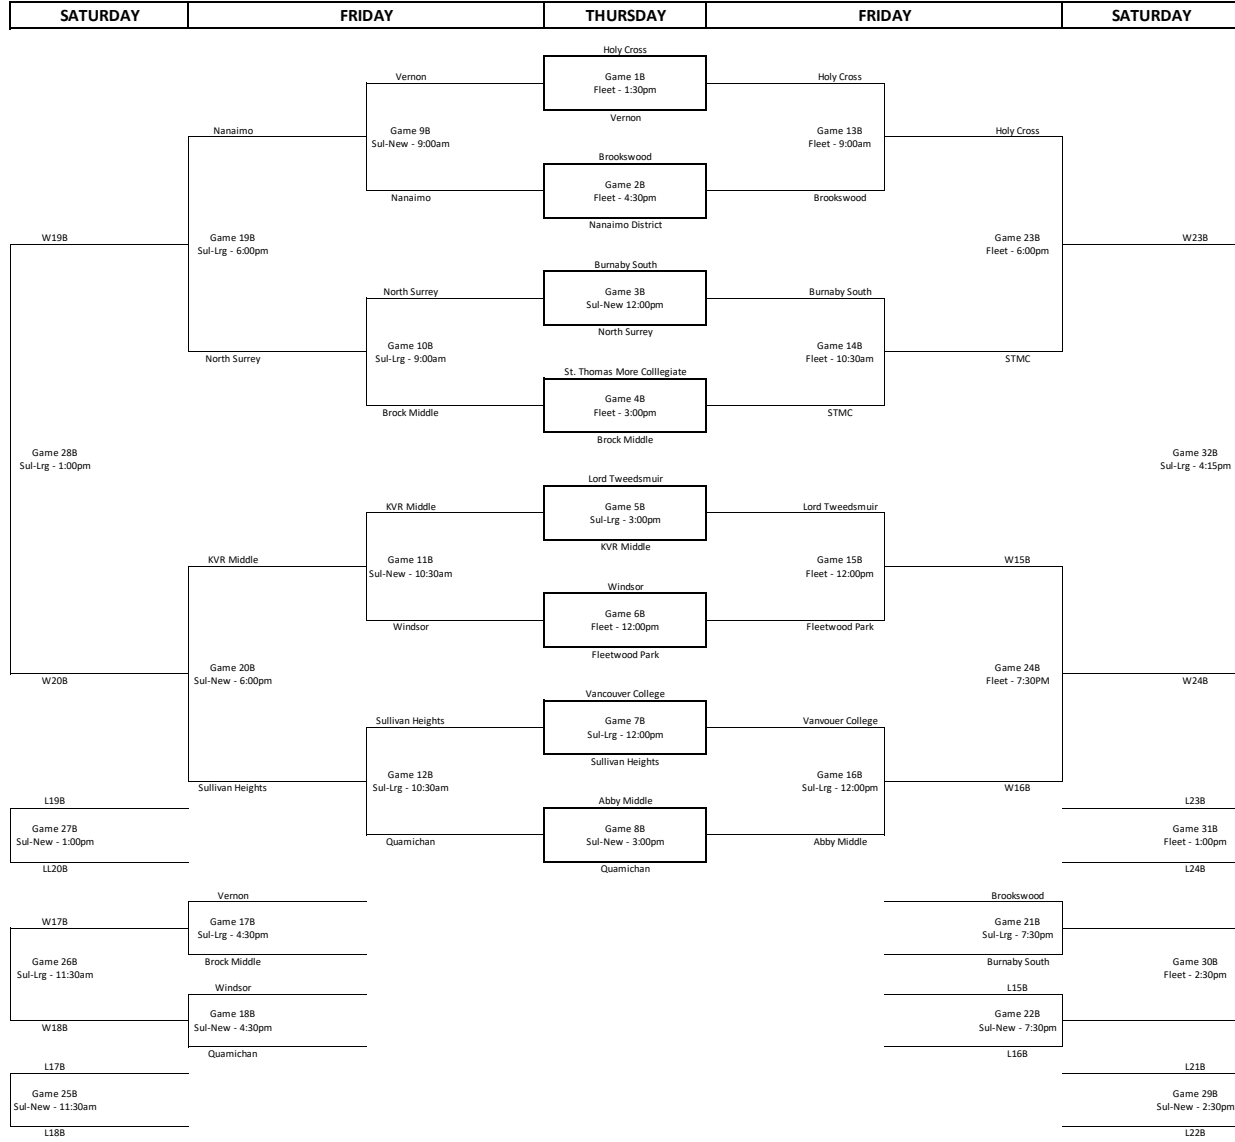 SATURDAY
FRIDAY
THURSDAY
FRIDAY
SATURDAY
Holy Cross
Vernon
Game 1B
Fleet - 1:30pm
Holy Cross
Vernon
Nanaimo
Game 9B
Sul-New - 9:00am
Game 13B
Fleet - 9:00am
Holy Cross
Brookswood
Game 2B
Fleet - 4:30pm
Nanaimo
Brookswood
Nanaimo District
W19B
Game 19B
Sul-Lrg - 6:00pm
Game 23B
Fleet - 6:00pm
W23B
Burnaby South
North Surrey
Game 3B
Sul-New 12:00pm
Burnaby South
North Surrey
Game 10B
Sul-Lrg - 9:00am
Game 14B
Fleet - 10:30am
North Surrey
STMC
St. Thomas More Colllegiate
Game 4B
Fleet - 3:00pm
Brock Middle
STMC
Brock Middle
Game 28B
Sul-Lrg - 1:00pm
Game 32B
Sul-Lrg - 4:15pm
Lord Tweedsmuir
KVR Middle
Game 5B
Sul-Lrg - 3:00pm
Lord Tweedsmuir
KVR Middle
KVR Middle
Game 11B
Sul-New - 10:30am
Game 15B
Fleet - 12:00pm
W15B
Windsor
Game 6B
Fleet - 12:00pm
Windsor
Fleetwood Park
Fleetwood Park
W20B
Game 20B
Sul-New - 6:00pm
Game 24B
Fleet - 7:30PM
W24B
Vancouver College
Sullivan Heights
Game 7B
Sul-Lrg - 12:00pm
Vanvouer College
Sullivan Heights
Game 12B
Sul-Lrg - 10:30am
Game 16B
Sul-Lrg - 12:00pm
Sullivan Heights
W16B
L19B
Abby Middle
L23B
Game 27B
Sul-New - 1:00pm
Game 8B
Sul-New - 3:00pm
Game 31B
Fleet - 1:00pm
Quamichan
Abby Middle
LL20B
Quamichan
L24B
Vernon
Brookswood
W17B
Game 17B
Sul-Lrg - 4:30pm
Game 21B
Sul-Lrg - 7:30pm
Brock Middle
Burnaby South
Game 26B
Sul-Lrg - 11:30am
Game 30B
Fleet - 2:30pm
Windsor
L15B
W18B
Game 18B
Sul-New - 4:30pm
Game 22B
Sul-New - 7:30pm
Quamichan
L16B
L17B
L21B
Game 25B
Sul-New - 11:30am
Game 29B
Sul-New - 2:30pm
L18B
L22B